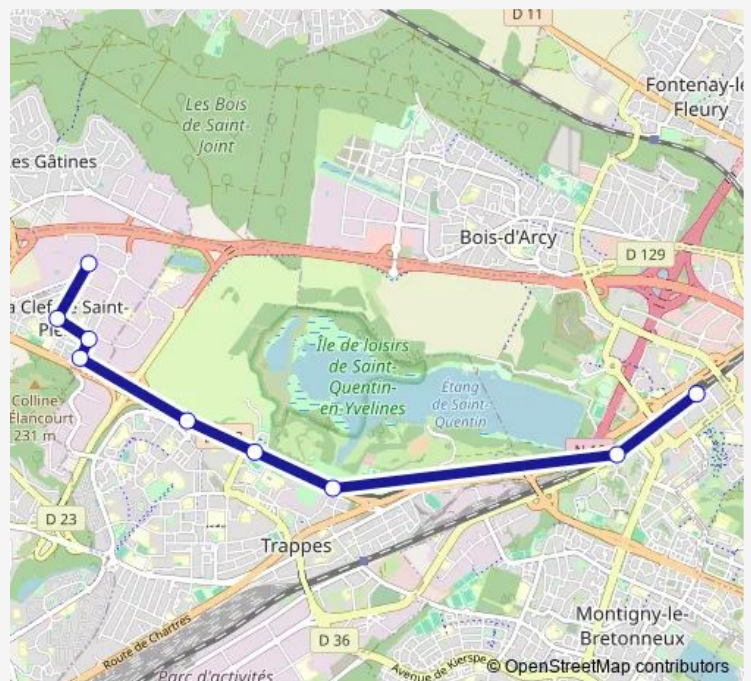 D 11
Fontenay-le
Fleury
Les Bois
de Saint-
Joint
es Gâtines
Bois-d'Arcy
D 129
a Clef de Saint-
Île de loisirs
de Saint-
Quentin-
en-Yvelines
Étang
de Saint-
Quentin
Colline
Élancourt
231 m
D 23
Trappes
Montigny-le-
Bretonneux
D 36
Route de Chartres
Avenue de Kierspe
Parc d'activités
© OpenStreetMap contributors